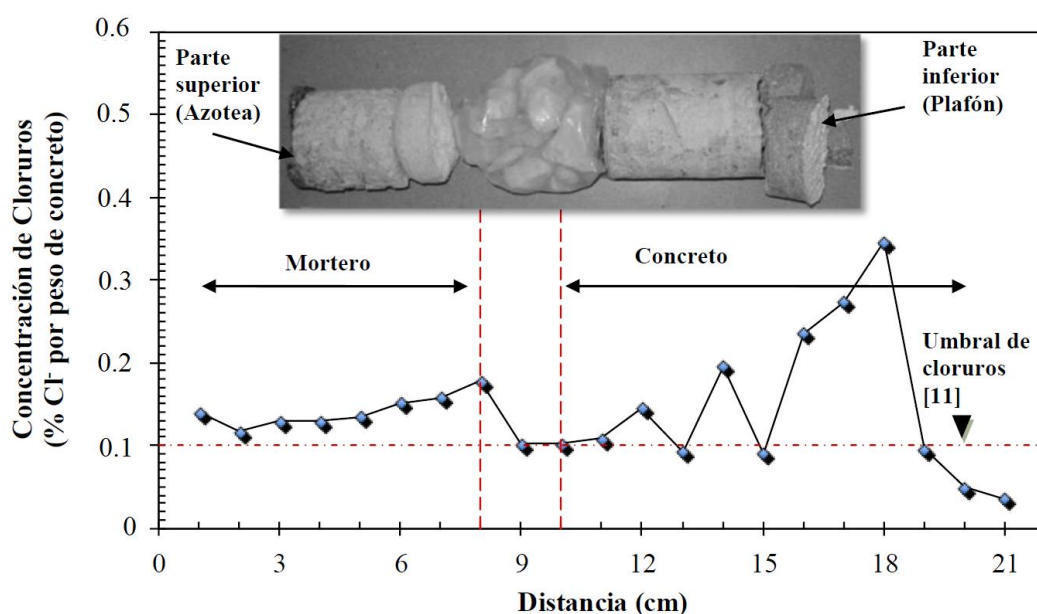 Concentración de Cloruros
(% Cl⁻ por peso de concreto)
0.6
0.5
0.4
0.3
0.2
0.1
0
Parte
superior
(Azotea)
Parte
inferior
(Plafón)
Mortero
Concreto
Umbral de
cloruros
[11]
0 3 6 9 12 15 18 21
Distancia (cm)